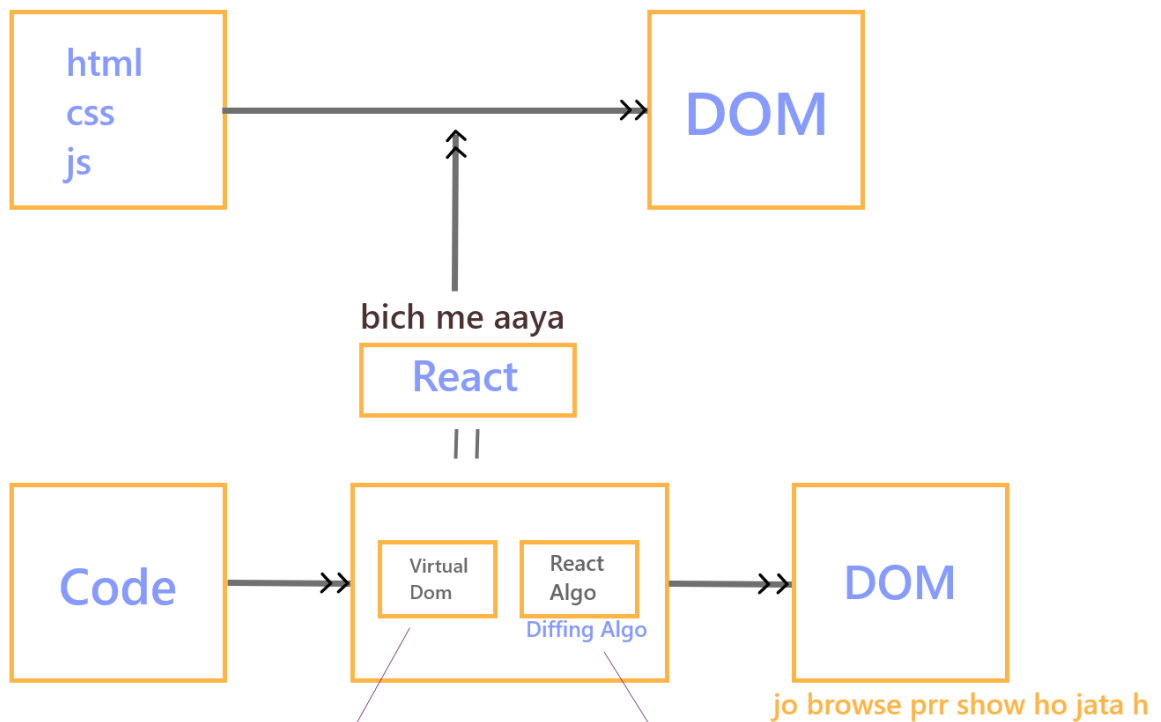 html
css
js
DOM
bich me aaya
React
Code
Virtual
Dom
React
Algo
Diffing Algo
DOM
jo browse prr show ho jata h